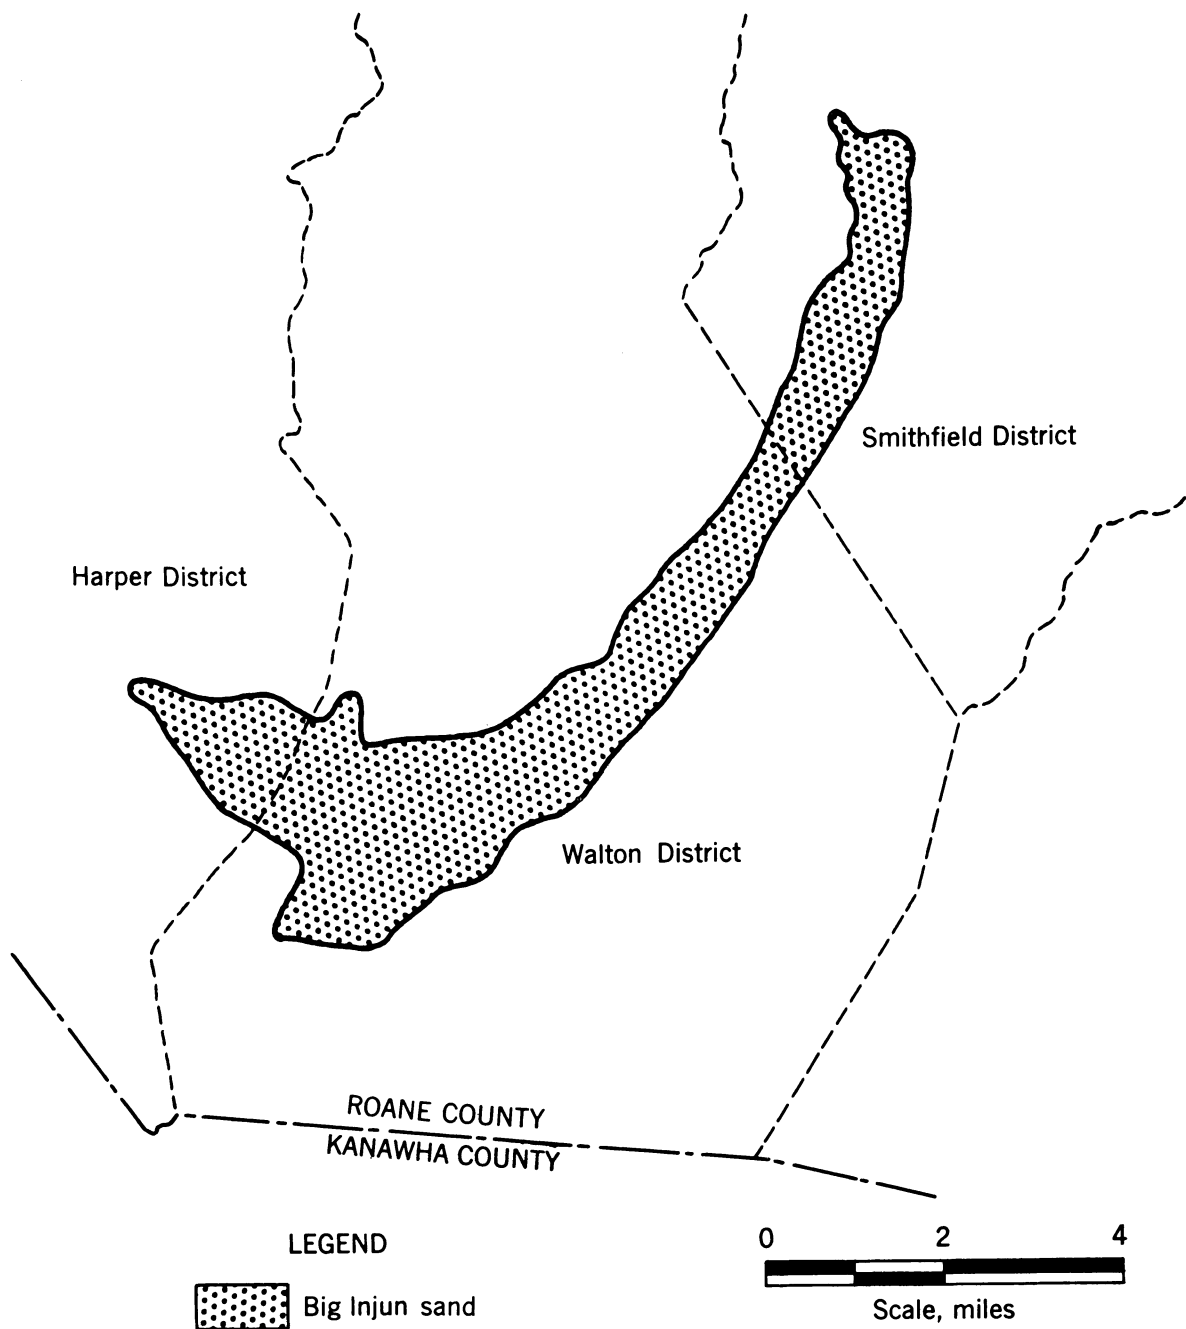 Smithfield District
Harper District
Walton District
ROANE COUNTY
KANAWHA COUNTY
LEGEND
Big Injun sand
0 2 4
Scale, miles